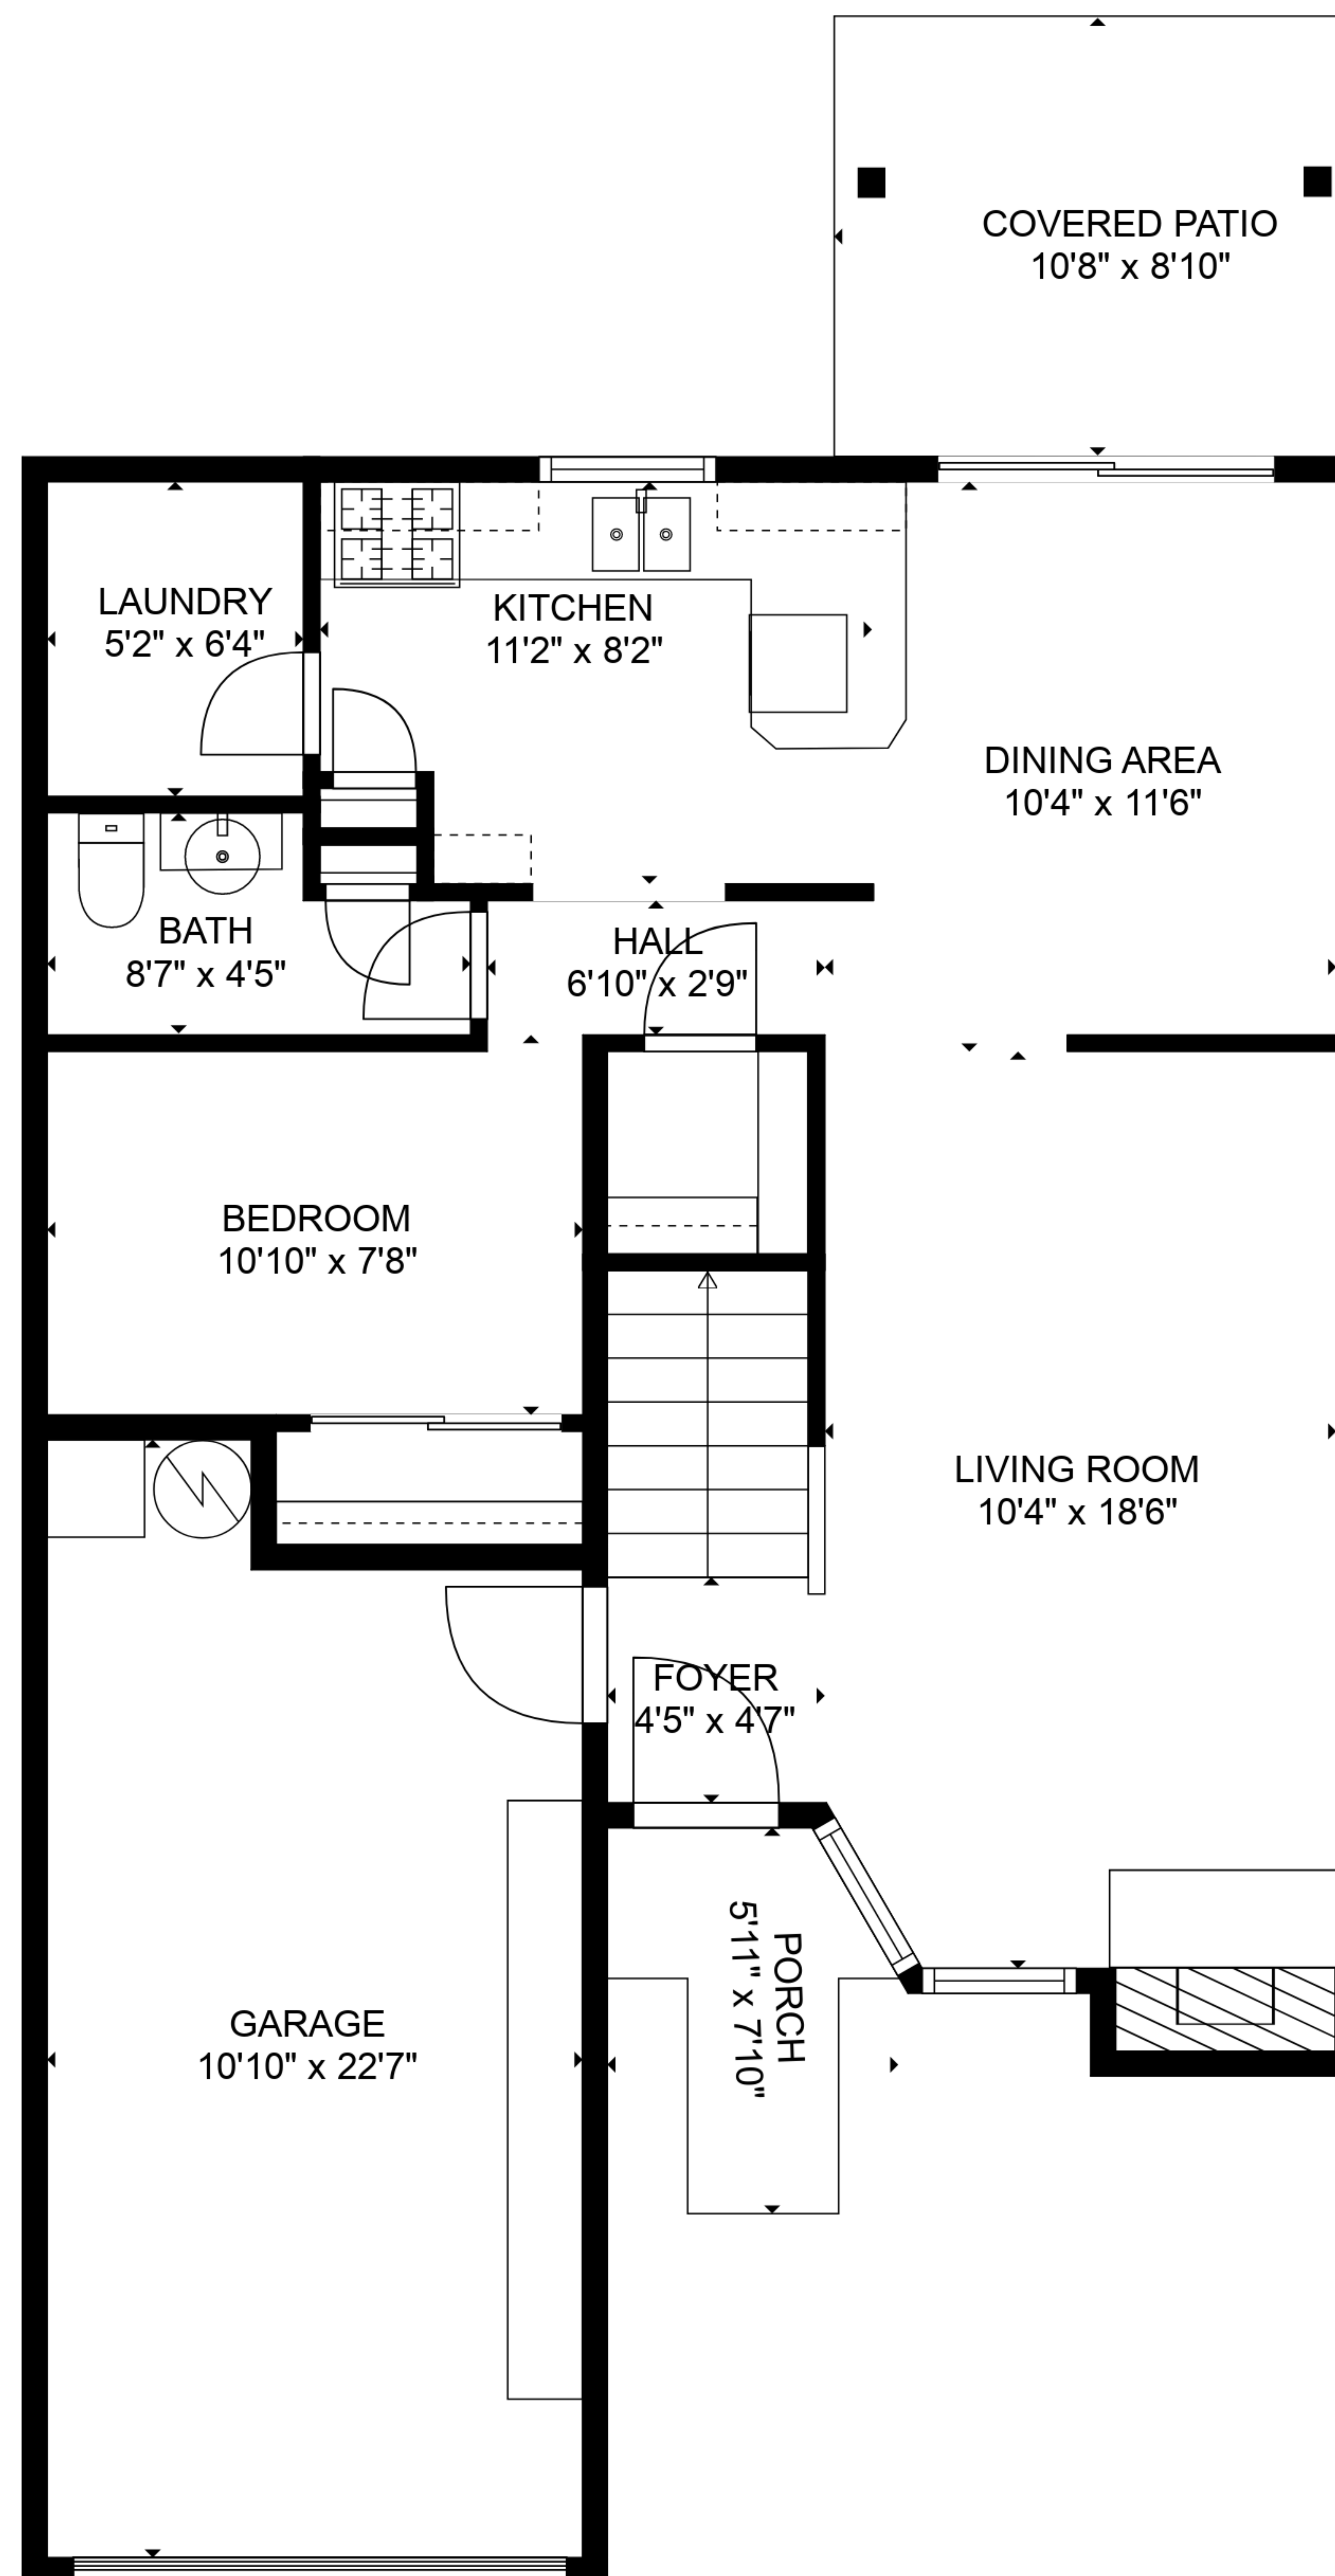 COVERED PATIO
10'8" x 8'10"
LAUNDRY
5'2" x 6'4"
KITCHEN
11'2" x 8'2"
DINING AREA
10'4" x 11'6"
BATH
8'7" x 4'5"
HALL
6'10" x 2'9"
BEDROOM
10'10" x 7'8"
LIVING ROOM
10'4" x 18'6"
FOYER
4'5" x 4'7"
PORCH
5'11" x 7'10"
GARAGE
10'10" x 22'7"